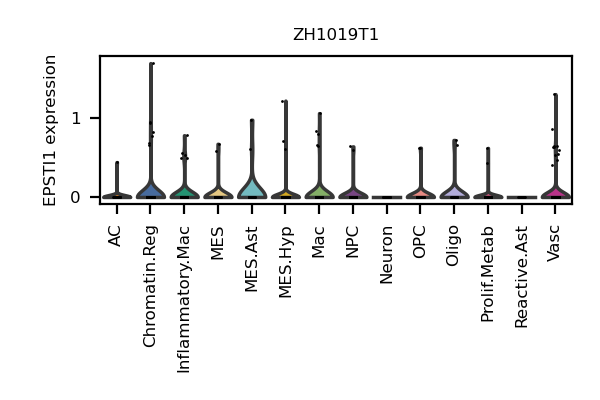 ZH1019T1
EPSTI1 expression
1
0
AC
Chromatin.Reg
Inflammatory.Mac
MES
MES.Ast
MES.Hyp
Mac
NPC
Neuron
OPC
Oligo
Prolif.Metab
Reactive.Ast
Vasc